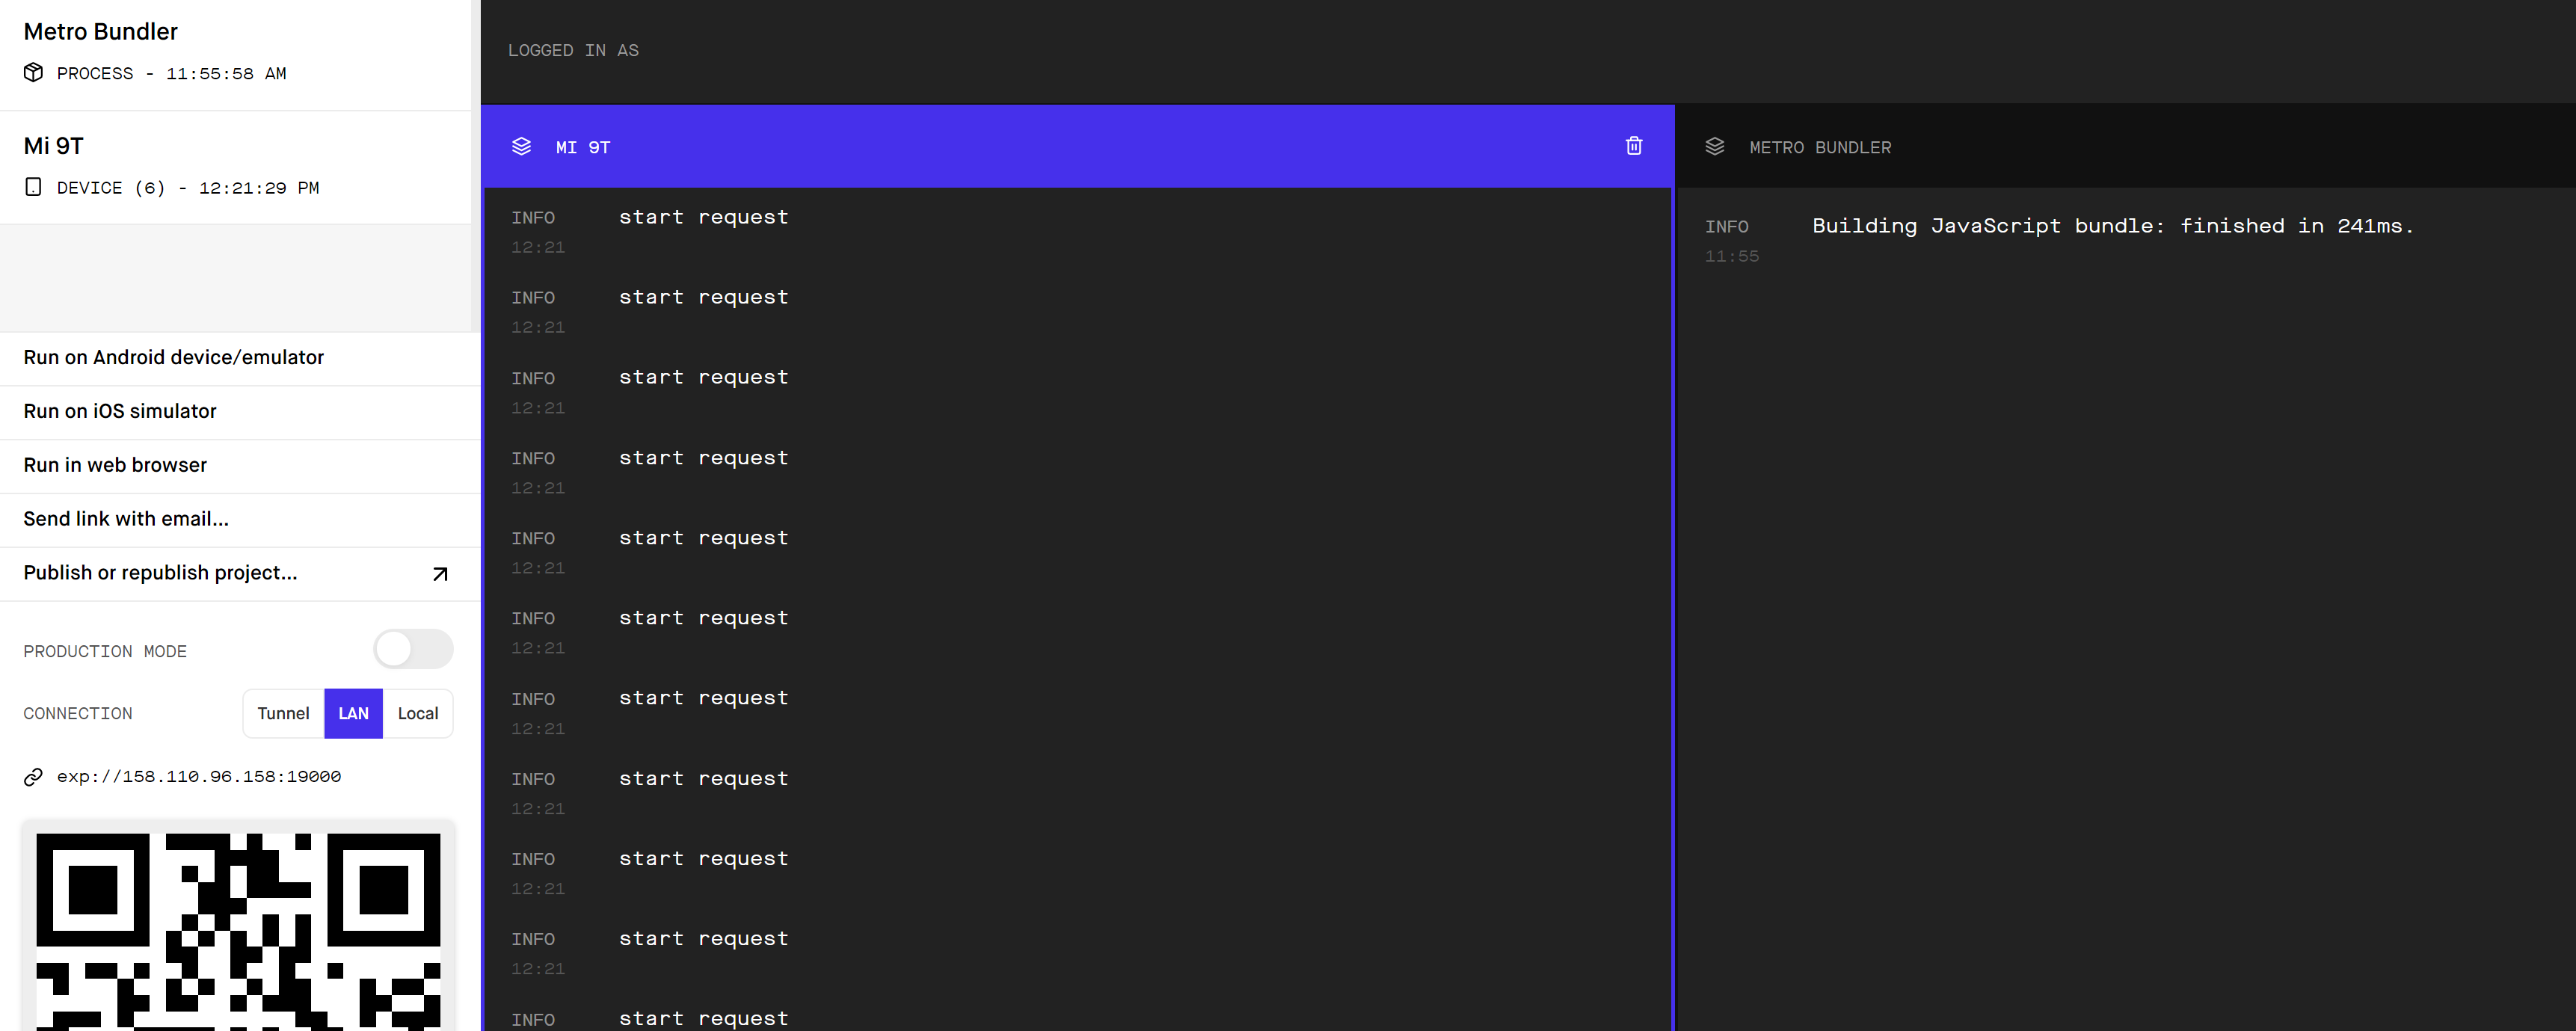 Metro Bundler
PROCESS - 11:55:58 AM
Mi 9T
DEVICE (6) - 12:21:29 PM
Run on Android device/emulator
Run on iOS simulator
Run in web browser
Send link with email...
Publish or republish project...
PRODUCTION MODE
CONNECTION Tunnel LAN Local
exp://158.110.96.158:19000
LOGGED IN AS
MI 9T
INFO start request
12:21
INFO start request
12:21
INFO start request
12:21
INFO start request
12:21
INFO start request
12:21
INFO start request
12:21
INFO start request
12:21
INFO start request
12:21
INFO start request
12:21
INFO start request
12:21
INFO start request
METRO BUNDLER
INFO Building JavaScript bundle: finished in 241ms.
11:55